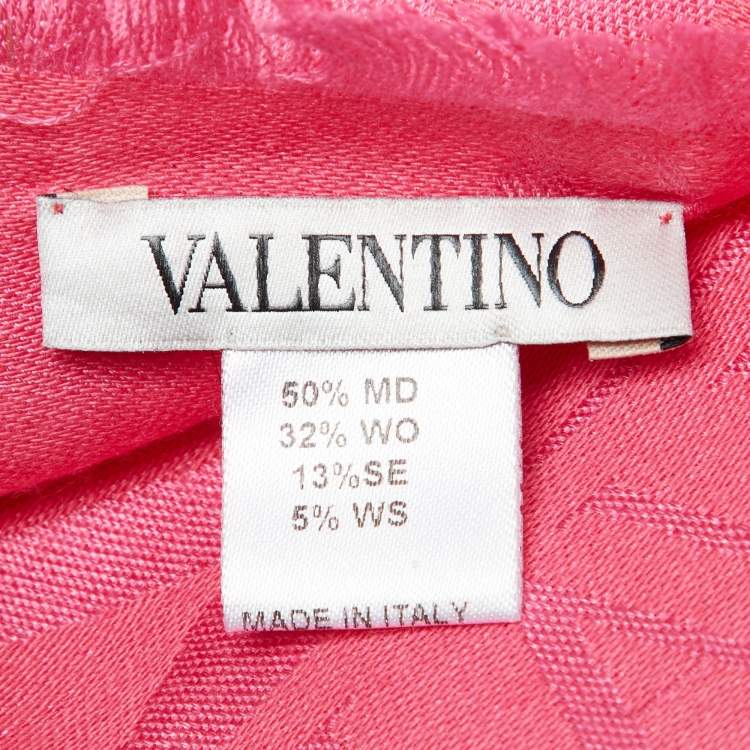 VALENTINO
50% MD
32% WO
13%SE
5% WS
MADE IN ITALY